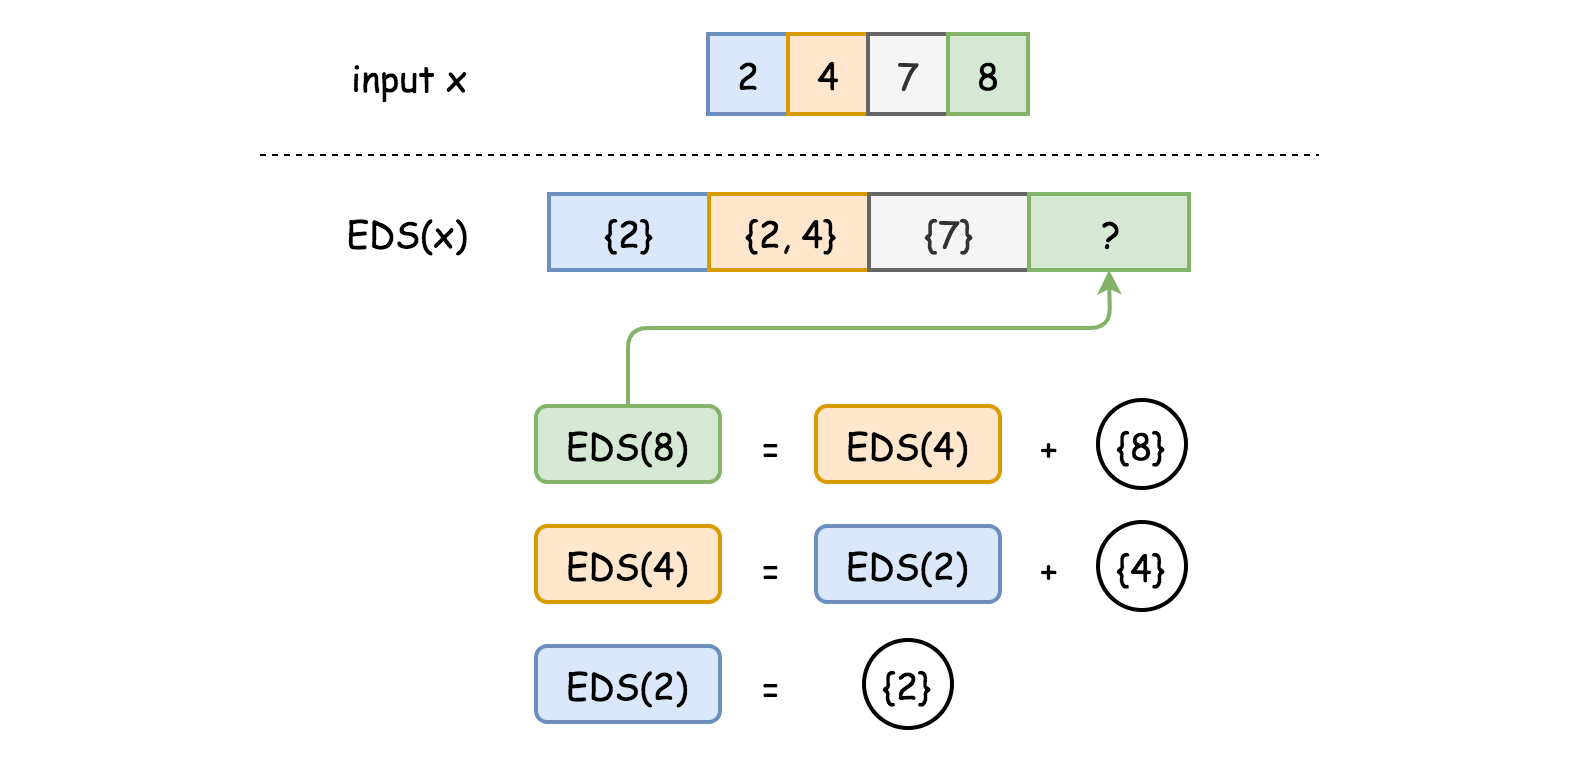 input x 2 4 7 8
EDS(x) {2} {2, 4} {7} ?
EDS(8) = EDS(4) + {8}
EDS(4) = EDS(2) + {4}
EDS(2) = {2}